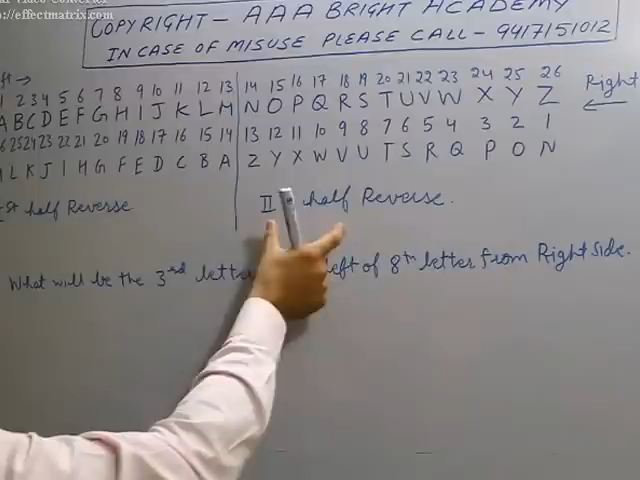 http://effectmatrix.com
COPYRIGHT - AAA BRIGHT ACADEMY
IN CASE OF MISUSE PLEASE CALL - 9417151012
1 2 3 4 5 6 7 8 9 10 11 12 13 14 15 16 17 18 19 20 21 22 23 24 25 26
Right
A B C D E F G H I J K L M N O P Q R S T U V W X Y Z
26 25 24 23 22 21 20 19 18 17 16 15 14 13 12 11 10 9 8 7 6 5 4 3 2 1
L K J I H G F E D C B A Z Y X W V U T S R Q P O N
1st half Reverse II half Reverse.
What will be the 3rd letter left of 8th letter from Right side.